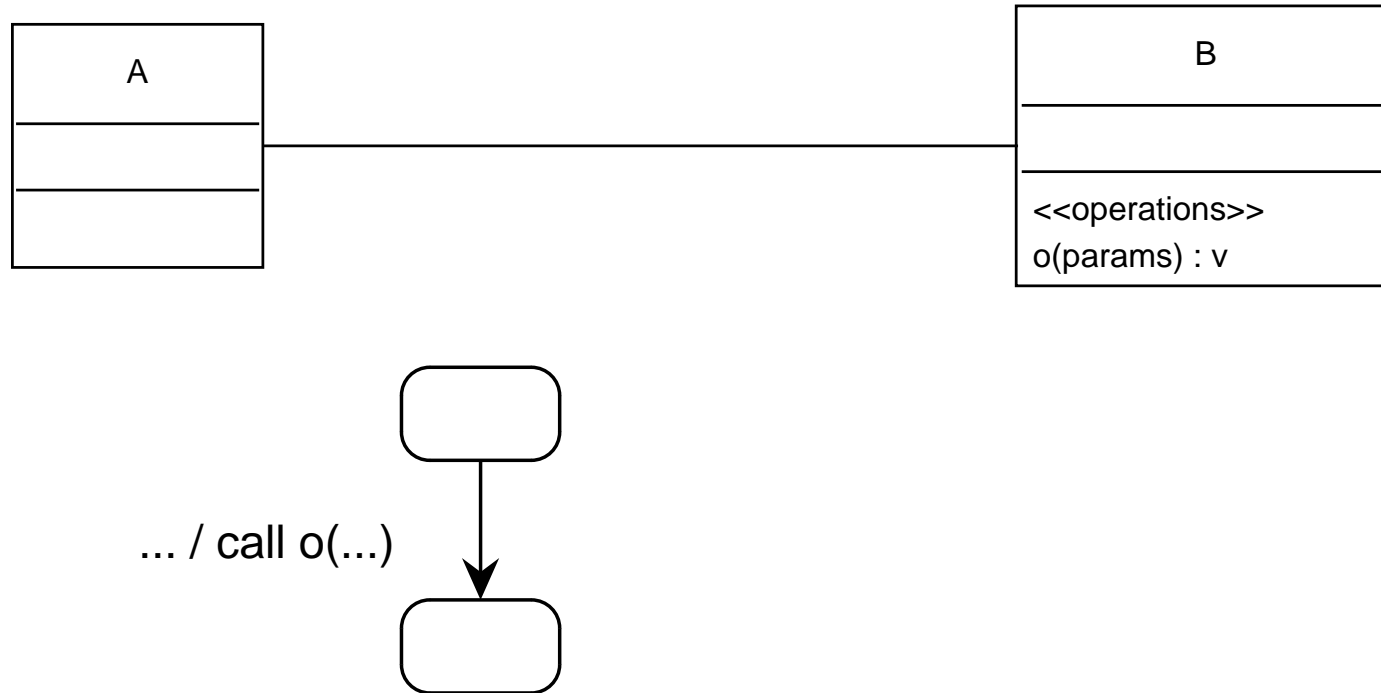 A
B
<<operations>>
o(params) : v
... / call o(...)